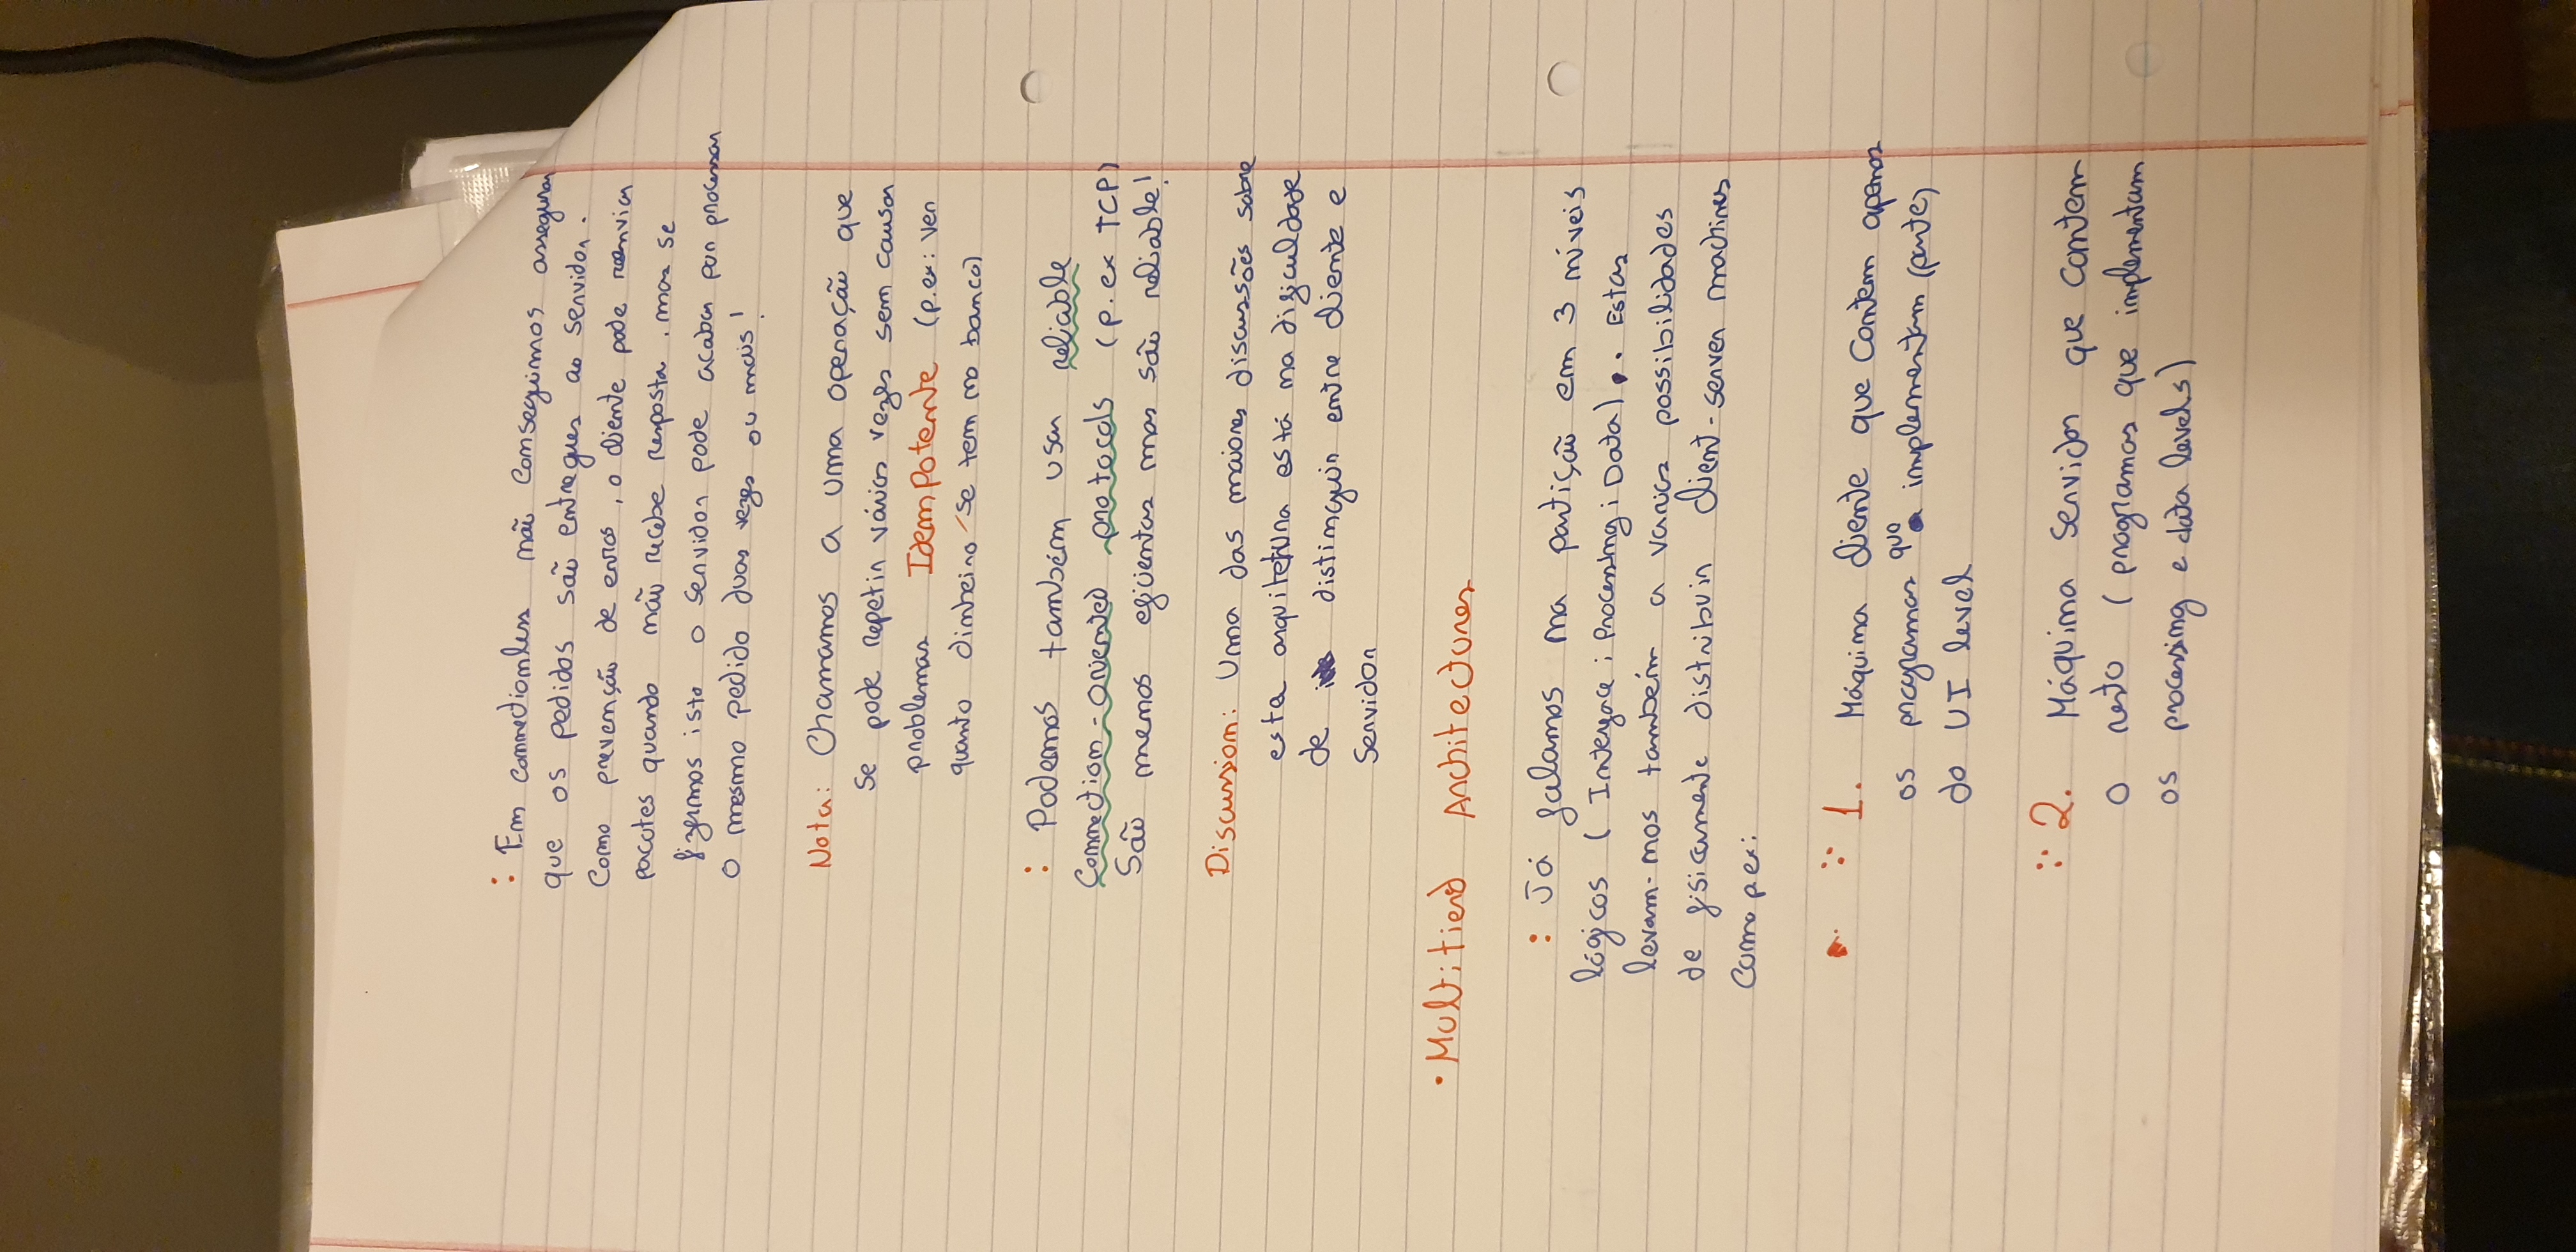 : Em connectionless não conseguimos assegurar
que os pedidos são entregues ao servidor.
Como prevenção de erros, o cliente pode reenviar
pacotes quando não recebe resposta, mas se
fizermos isto o servidor pode acabar por processar
o mesmo pedido duas vezes ou mais!
Nota: Chamamos a uma operação que
se pode repetir várias vezes sem causar
problemas IdemPotente (p.ex: ver
quanto dinheiro se tem no banco)
: Podemos também usar reliable
connection-oriented protocols (p.ex TCP)
São menos eficientes mas são reliable!
Discussion: Uma das maiores discussões sobre
esta arquitetura está na dificuldade
de distinguir entre cliente e
servidor
• Multitierd Architectures
: Já falamos na partição em 3 níveis
lógicos (Interface; Processing; Data). Estas
levam-nos também a varias possibilidades
de fisicamente distribuir client-server machines
como p.ex:
:: 1. Máquina cliente que contem apenas
os programas que implementam (parte)
do UI level
:: 2. Máquina servidor que contem
o resto (programas que implementam
os processing e data levels)